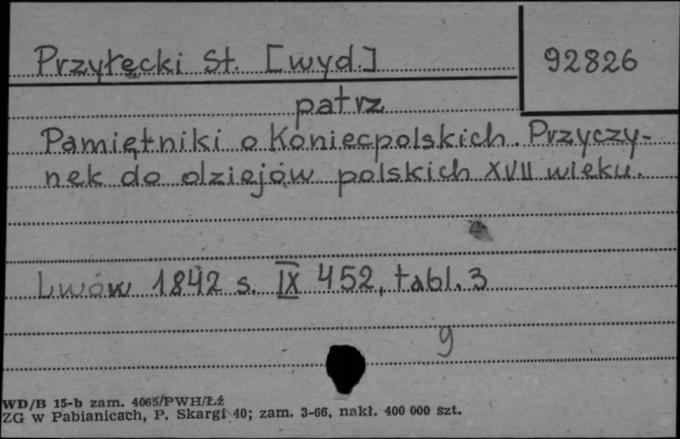 Przyłęcki St. [wyd.]
92826
patrz
Pamiętniki o Koniecpolskich. Przyczy-
nek do dziejów polskich XVII wieku.
Lwów 1842 s. IX 452, tabl. 3
9
WD/B 15-b zam. 4065/PWH/Łż
ZG w Pabianicach, P. Skargi 40; zam. 3-66, nakł. 400 000 szt.